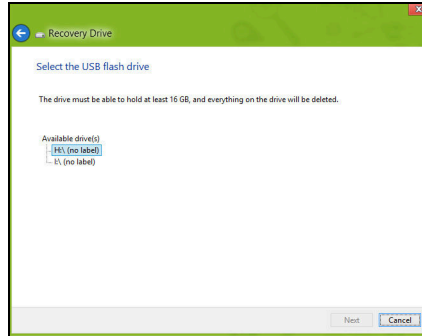 Recovery Drive
Select the USB flash drive
The drive must be able to hold at least 16 GB, and everything on the drive will be deleted.
Available drive(s)
H:\ (no label)
I:\ (no label)
Next Cancel